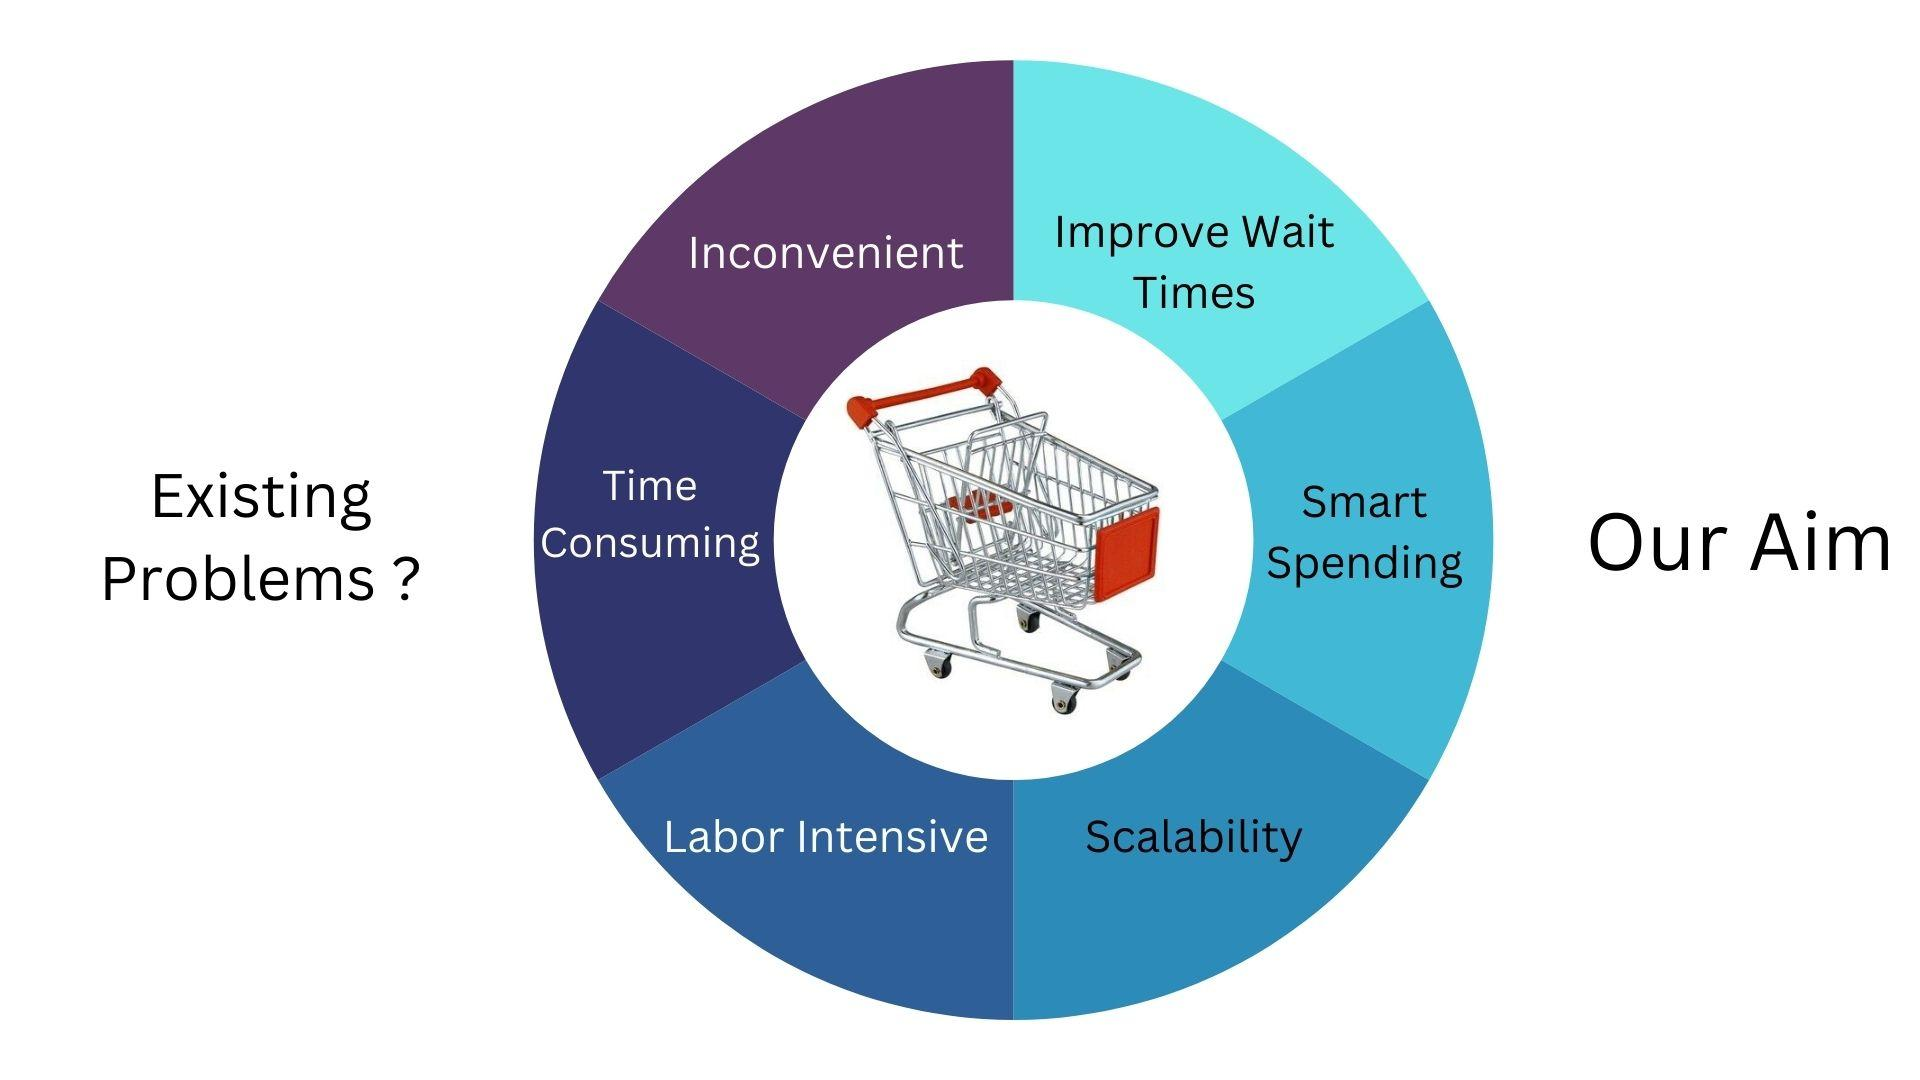 Existing
Problems ?
Inconvenient
Time
Consuming
Labor Intensive
Improve Wait
Times
Smart
Spending
Scalability
Our Aim